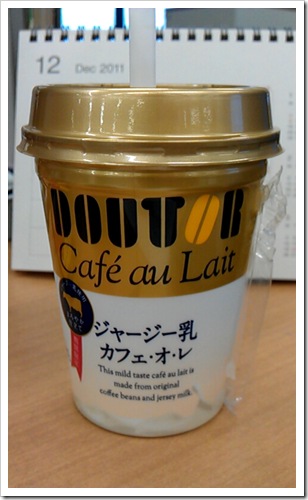 12 Dec 2011
DOUTOR
Café au Lait
ジャージー乳
カフェ・オ・レ
This mild taste café au lait is
made from original
coffee beans and jersey milk.